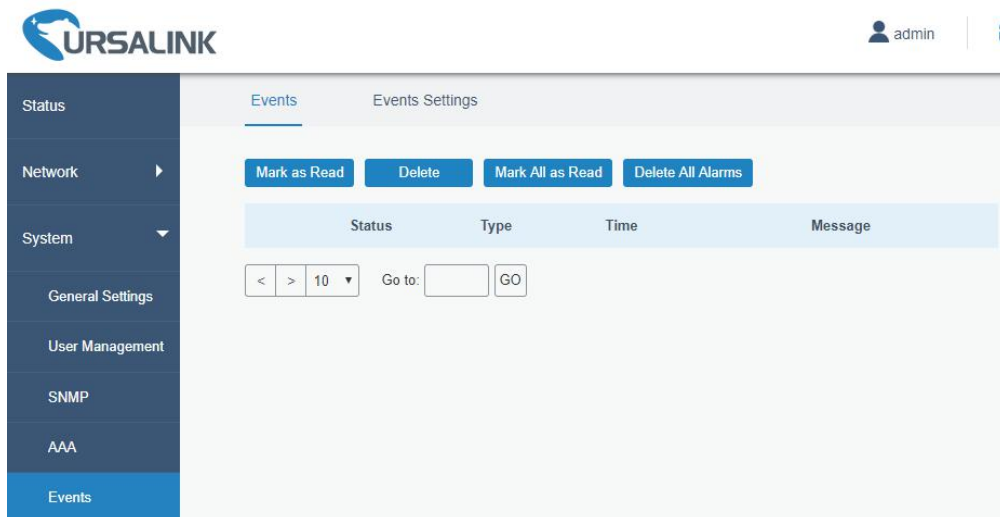 URSALINK
admin
Status
Events Events Settings
Network
Mark as Read Delete Mark All as Read Delete All Alarms
System
Status Type Time Message
< > 10 Go to: GO
General Settings
User Management
SNMP
AAA
Events